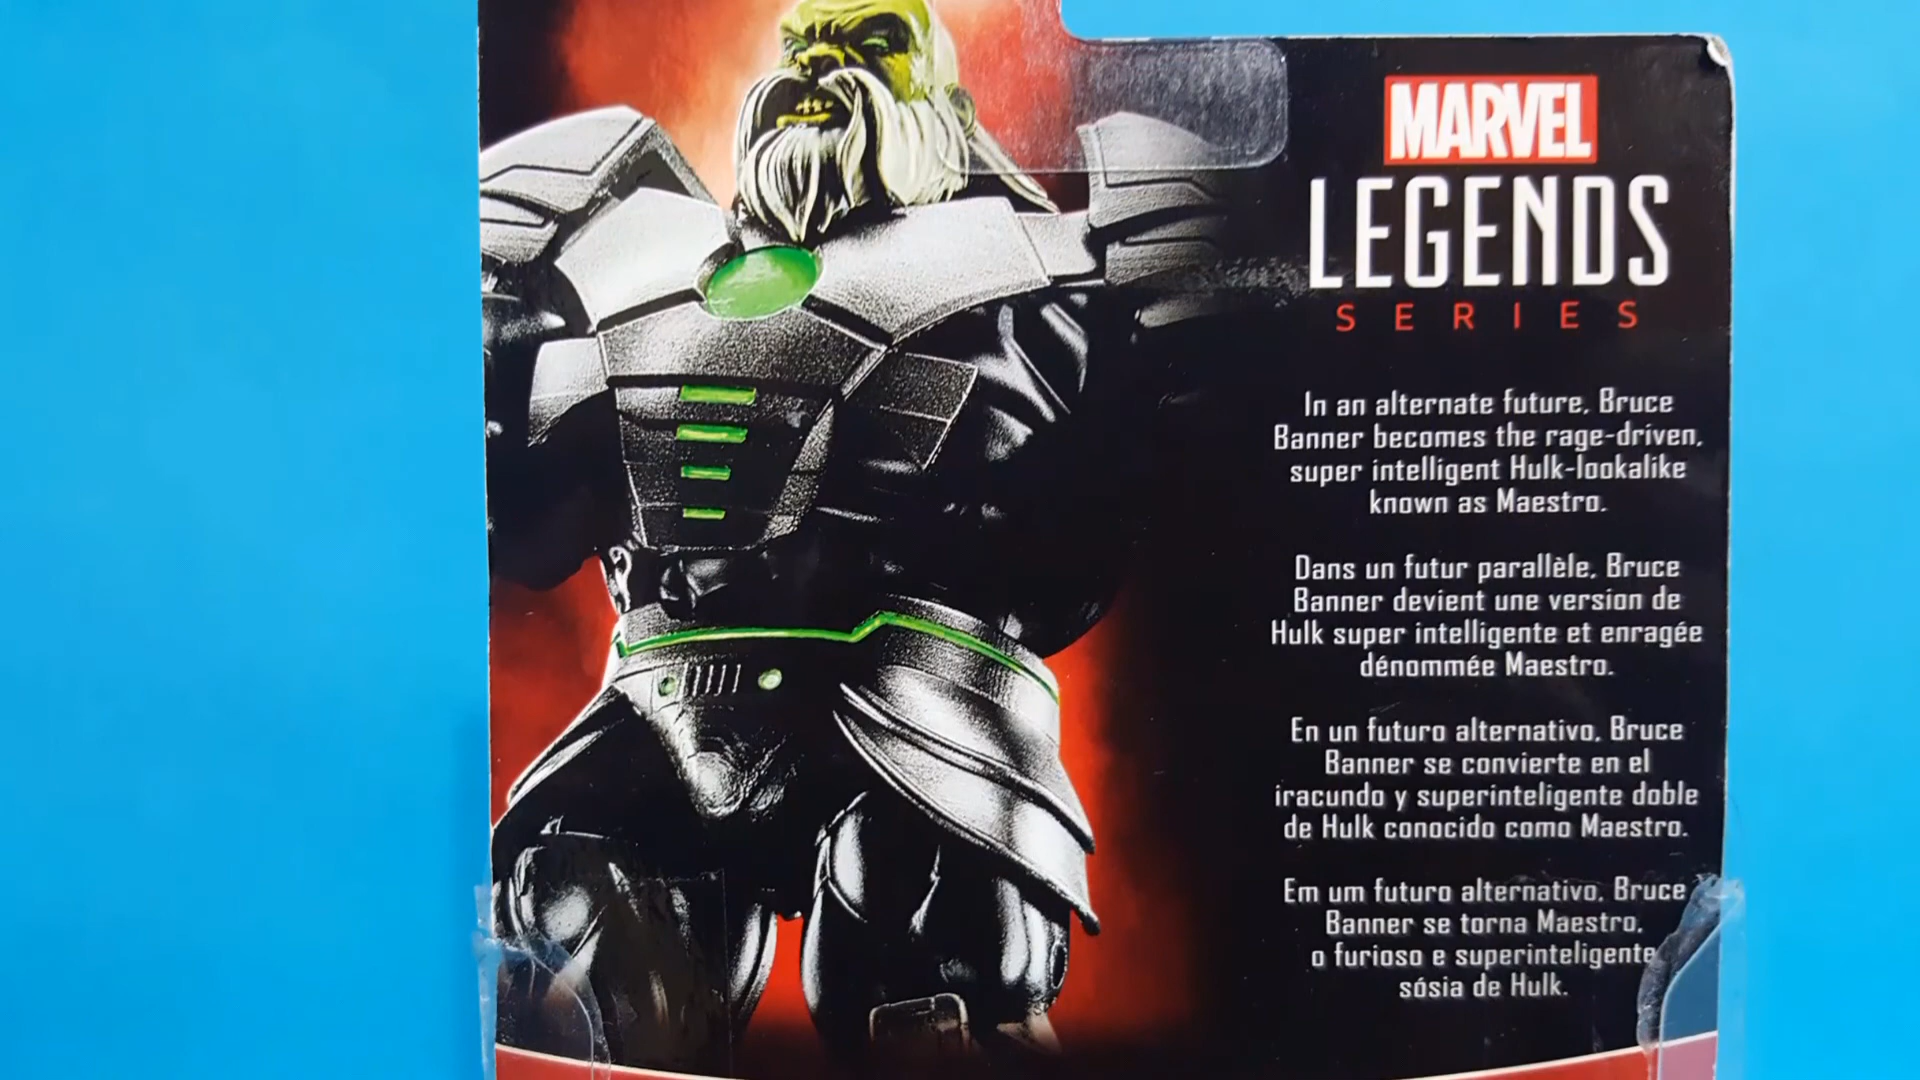 MARVEL
LEGENDS
SERIES
In an alternate future, Bruce
Banner becomes the rage-driven,
super intelligent Hulk-lookalike
known as Maestro.
Dans un futur parallèle, Bruce
Banner devient une version de
Hulk super intelligente et enragée
dénommée Maestro.
En un futuro alternativo, Bruce
Banner se convierte en el
iracundo y superinteligente doble
de Hulk conocido como Maestro.
Em um futuro alternativo, Bruce
Banner se torna Maestro,
o furioso e superinteligente
sósia de Hulk.